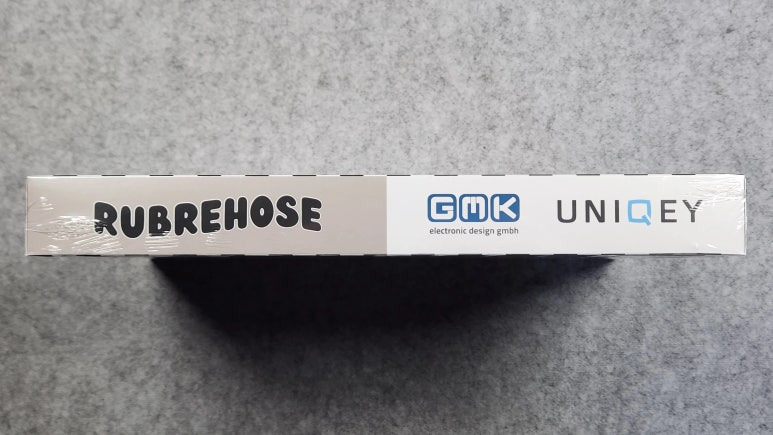 RUBREHOSE
GMK
electronic design gmbh
UNIQEY